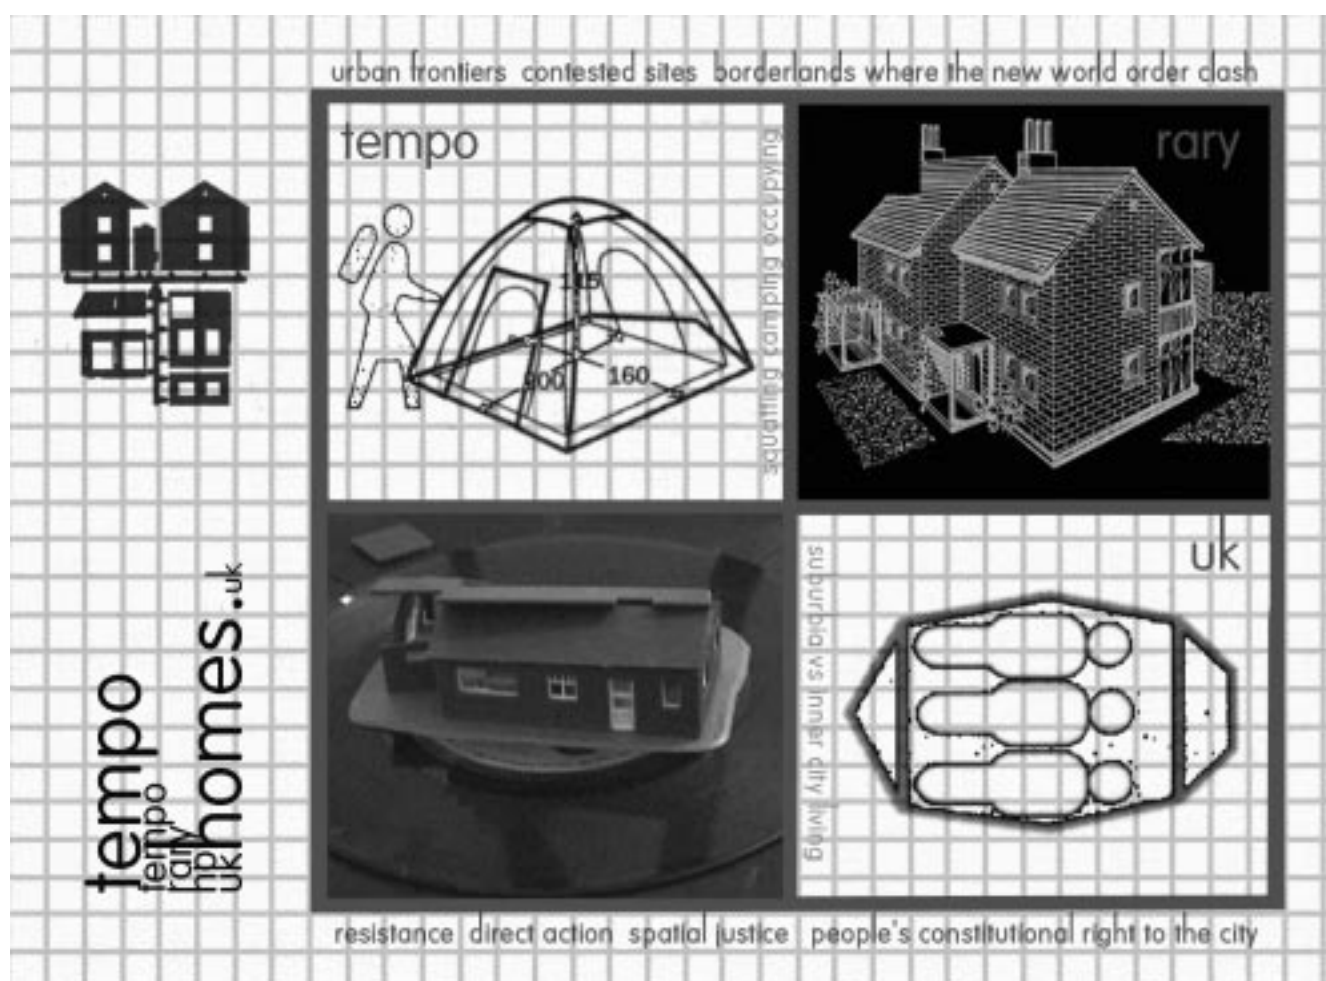 urban frontiers contested sites borderlands where the new world order clash
tempo
rary
squatting camping occupying
160
uk
suburbia vs inner city living
tempo
tempo
rary
hpl
uk
homes.uk
resistance direct action spatial justice people's constitutional right to the city